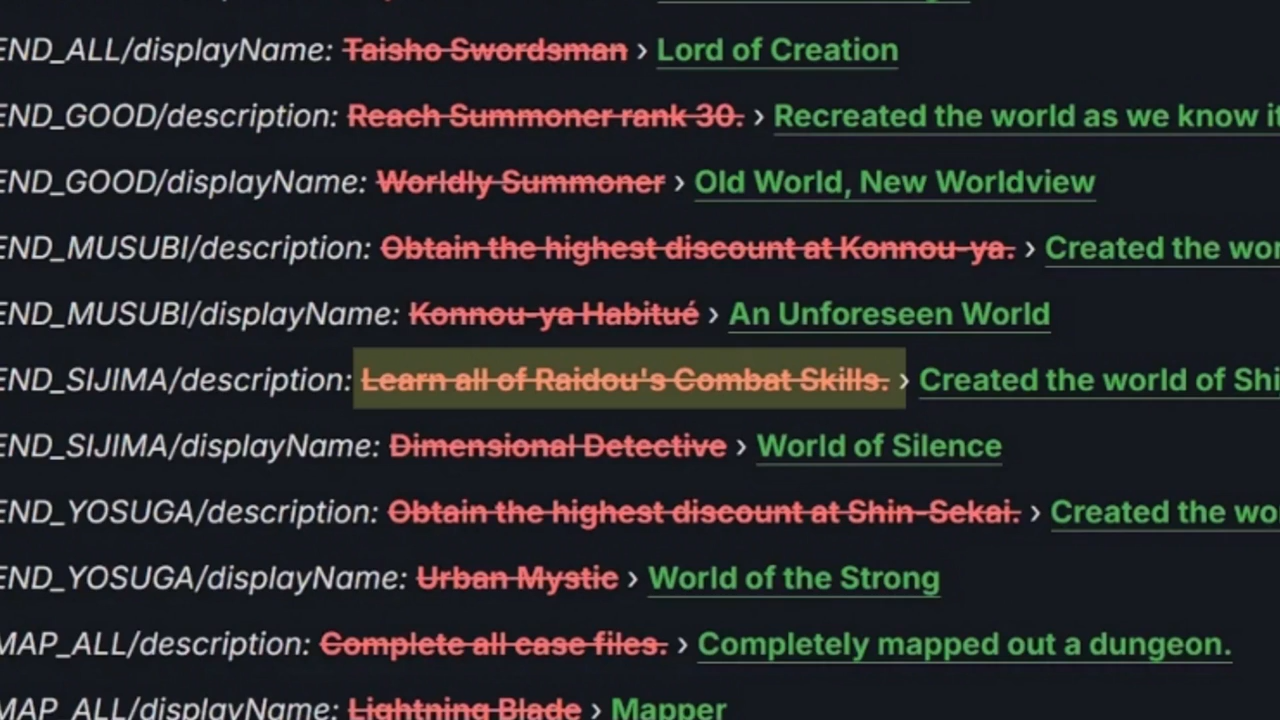 END_ALL/displayName: Taisho Swordsman › Lord of Creation
END_GOOD/description: Reach Summoner rank 30. › Recreated the world as we know it
END_GOOD/displayName: Worldly Summoner › Old World, New Worldview
END_MUSUBI/description: Obtain the highest discount at Konnou-ya. › Created the wor
END_MUSUBI/displayName: Konnou-ya Habitué › An Unforeseen World
END_SIJIMA/description: Learn all of Raidou's Combat Skills. › Created the world of Shi
END_SIJIMA/displayName: Dimensional Detective › World of Silence
END_YOSUGA/description: Obtain the highest discount at Shin-Sekai. › Created the wo
END_YOSUGA/displayName: Urban Mystic › World of the Strong
MAP_ALL/description: Complete all case files. › Completely mapped out a dungeon.
MAP_ALL/displayName: Lightning Blade › Mapper